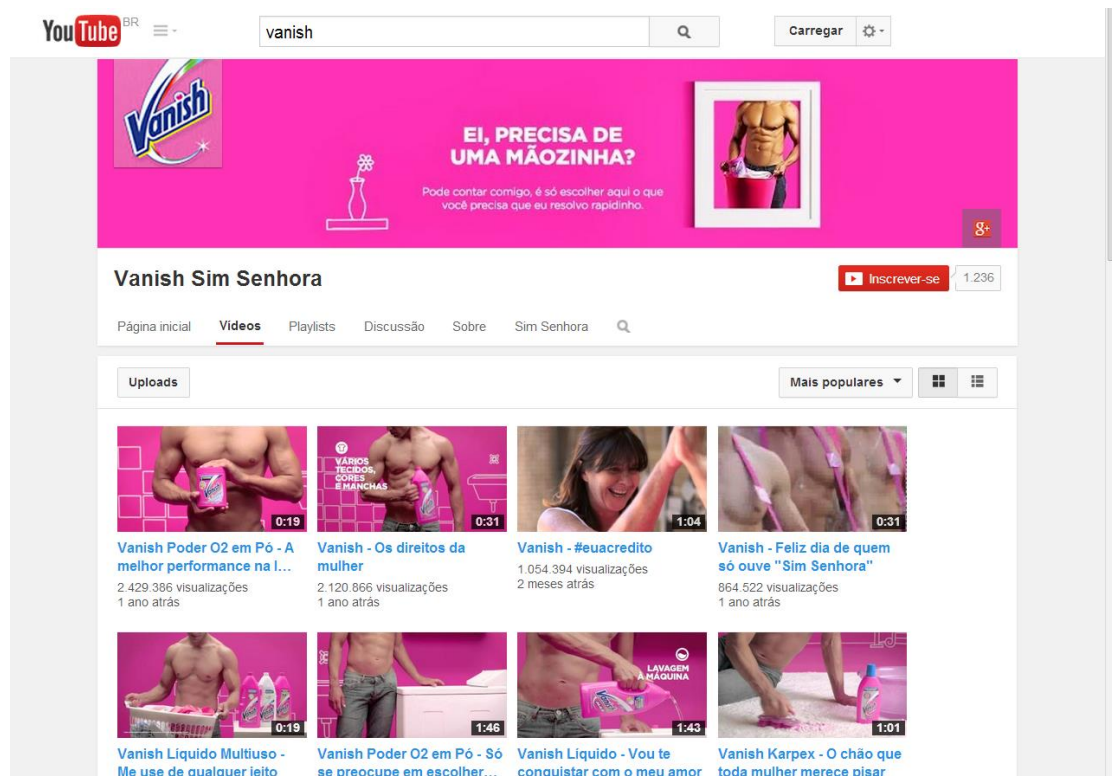 YouTube BR
vanish
Carregar
Vanish
EI, PRECISA DE
UMA MÃOZINHA?
Pode contar comigo, é só escolher aqui o que
você precisa que eu resolvo rapidinho.
g+
Vanish Sim Senhora
Inscrever-se 1.236
Página inicial Vídeos Playlists Discussão Sobre Sim Senhora
Uploads
Mais populares
VÁRIOS
TECIDOS,
CORES
E MANCHAS
0:19 0:31 1:04 0:31
Vanish Poder O2 em Pó - A
melhor performance na l...
2.429.386 visualizações
1 ano atrás
Vanish - Os direitos da
mulher
2.120.866 visualizações
1 ano atrás
Vanish - #euacredito
1.054.394 visualizações
2 meses atrás
Vanish - Feliz dia de quem
só ouve "Sim Senhora"
864.522 visualizações
1 ano atrás
LAVAGEM
À MÁQUINA
0:19 1:46 1:43 1:01
Vanish Líquido Multiuso -
Me use de qualquer jeito
Vanish Poder O2 em Pó - Só
se preocupe em escolher...
Vanish Líquido - Vou te
conquistar com o meu amor
Vanish Karpex - O chão que
toda mulher merece pisar